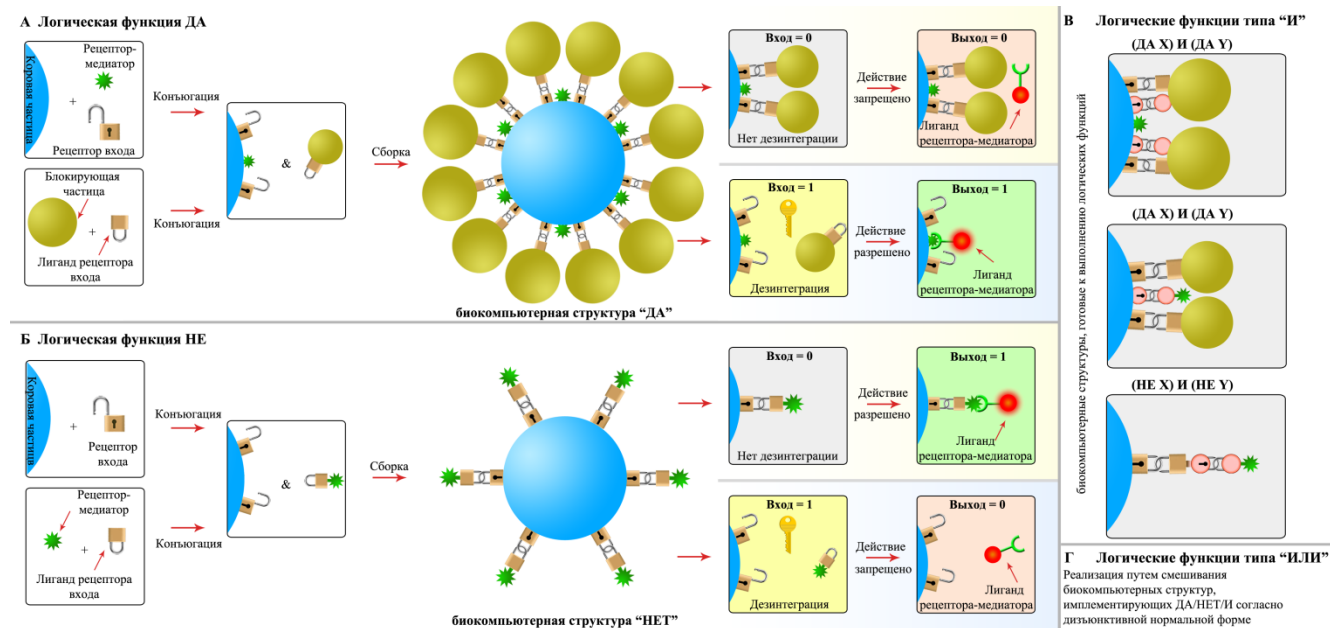 А Логическая функция ДА
Коровая частица
Рецептор-
медиатор
+
Рецептор входа
Блокирующая
частица
+
Лиганд рецептора
входа
Конъюгация
Конъюгация
&
Сборка
биокомпьютерная структура “ДА”
Вход = 0
Нет дезинтеграции
Действие
запрещено
Выход = 0
Лиганд
рецептора-медиатора
Вход = 1
Дезинтеграция
Действие
разрешено
Выход = 1
Лиганд
рецептора-медиатора
Б Логическая функция НЕ
Коровая частица
+
Рецептор
входа
Рецептор-
медиатор
+
Лиганд рецептора
входа
Конъюгация
Конъюгация
&
Сборка
биокомпьютерная структура “НЕТ”
Вход = 0
Нет дезинтеграции
Действие
разрешено
Выход = 1
Лиганд
рецептора-медиатора
Вход = 1
Дезинтеграция
Действие
запрещено
Выход = 0
Лиганд
рецептора-медиатора
В Логические функции типа “И”
биокомпьютерные структуры, готовые к выполнению логических функций
(ДА X) И (ДА Y)
(ДА X) И (ДА Y)
(НЕ X) И (НЕ Y)
Г Логические функции типа “ИЛИ”
Реализация путем смешивания
биокомпьютерных структур,
имплементирующих ДА/НЕТ/И согласно
дизъюнктивной нормальной форме